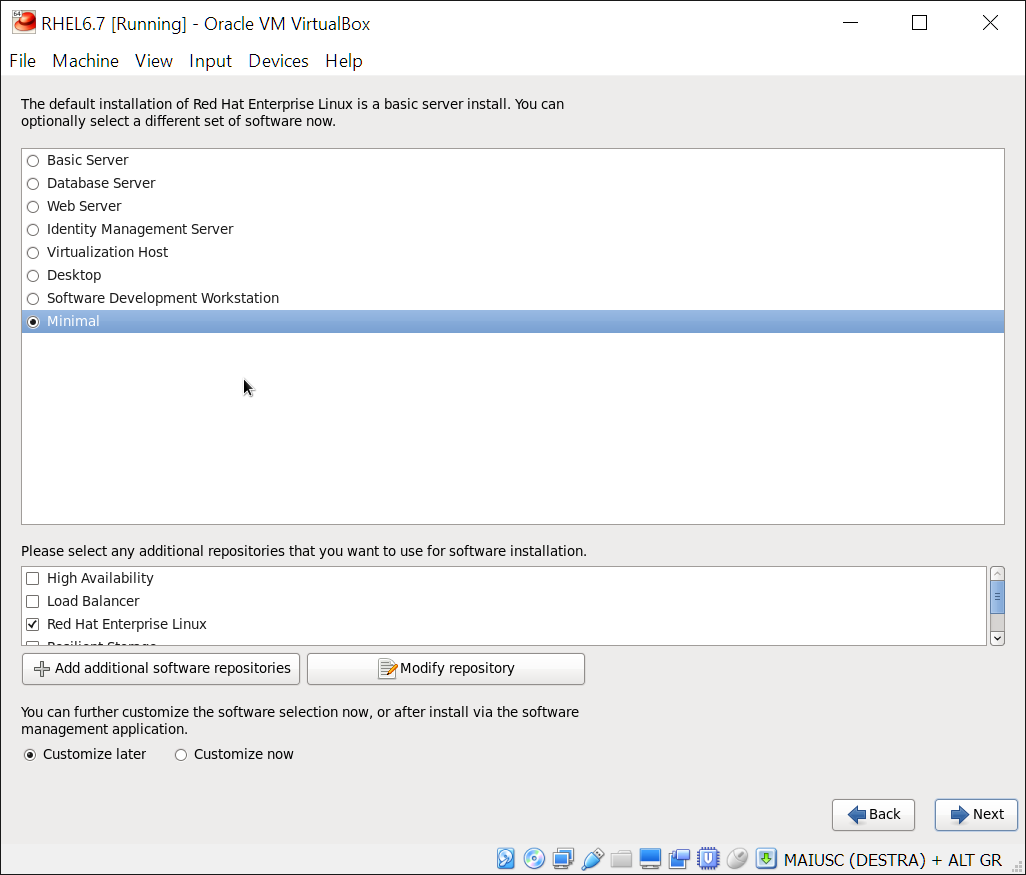 64
RHEL6.7 [Running] - Oracle VM VirtualBox
File Machine View Input Devices Help
The default installation of Red Hat Enterprise Linux is a basic server install. You can
optionally select a different set of software now.
Basic Server
Database Server
Web Server
Identity Management Server
Virtualization Host
Desktop
Software Development Workstation
Minimal
Please select any additional repositories that you want to use for software installation.
High Availability
Load Balancer
Red Hat Enterprise Linux
Resilient Storage
Add additional software repositories Modify repository
You can further customize the software selection now, or after install via the software
management application.
Customize later Customize now
Back Next
MAIUSC (DESTRA) + ALT GR